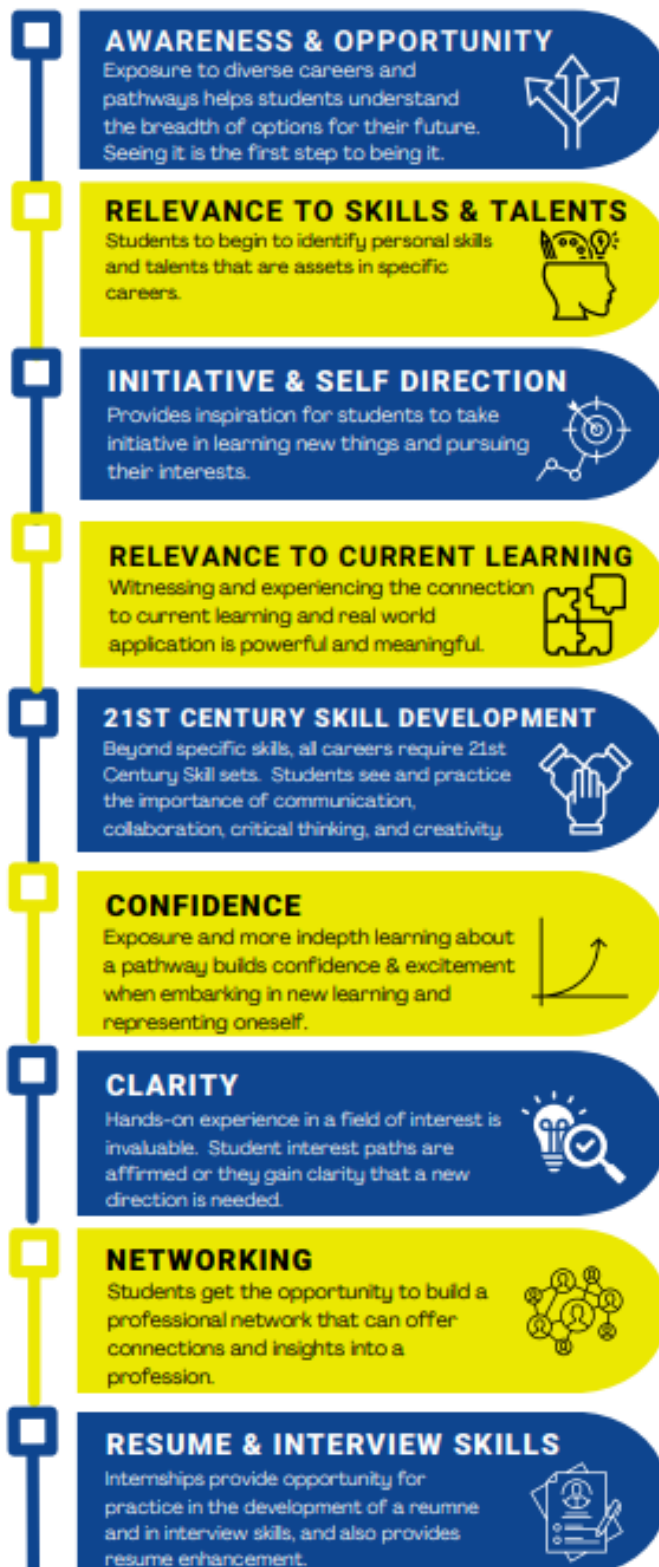 AWARENESS & OPPORTUNITY
Exposure to diverse careers and
pathways helps students understand
the breadth of options for their future.
Seeing it is the first step to being it.
RELEVANCE TO SKILLS & TALENTS
Students to begin to identify personal skills
and talents that are assets in specific
careers.
INITIATIVE & SELF DIRECTION
Provides inspiration for students to take
initiative in learning new things and pursuing
their interests.
RELEVANCE TO CURRENT LEARNING
Witnessing and experiencing the connection
to current learning and real world
application is powerful and meaningful.
21ST CENTURY SKILL DEVELOPMENT
Beyond specific skills, all careers require 21st
Century Skill sets. Students see and practice
the importance of communication,
collaboration, critical thinking, and creativity.
CONFIDENCE
Exposure and more indepth learning about
a pathway builds confidence & excitement
when embarking in new learning and
representing oneself.
CLARITY
Hands-on experience in a field of interest is
invaluable. Student interest paths are
affirmed or they gain clarity that a new
direction is needed.
NETWORKING
Students get the opportunity to build a
professional network that can offer
connections and insights into a
profession.
RESUME & INTERVIEW SKILLS
Internships provide opportunity for
practice in the development of a reumne
and in interview skills, and also provides
resume enhancement.